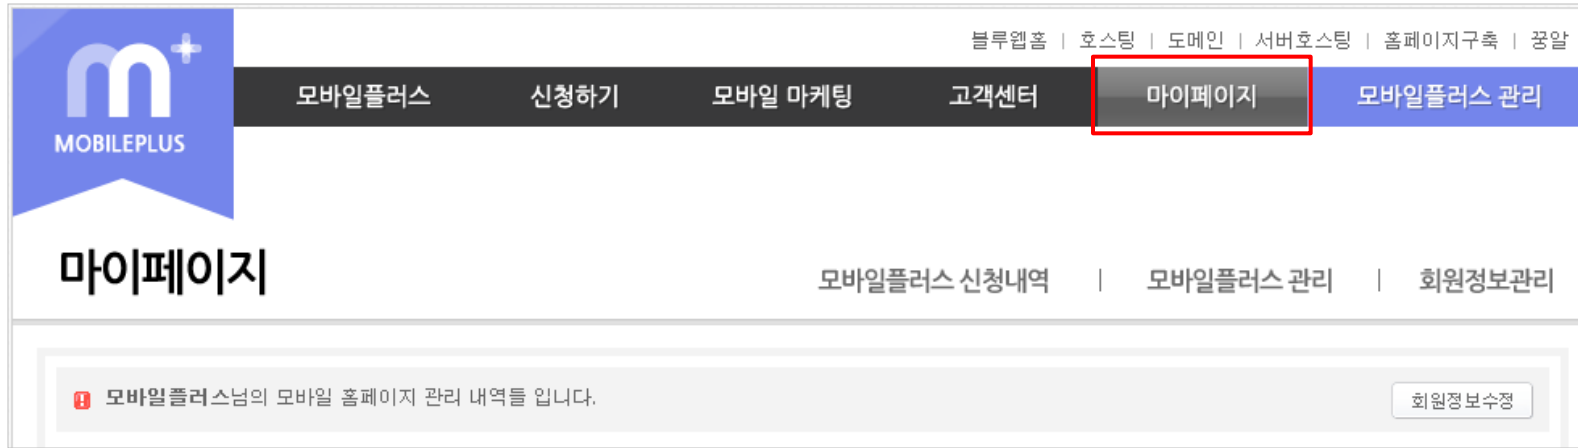 블루웹홈 | 호스팅 | 도메인 | 서버호스팅 | 홈페이지구축 | 꿍알
m+
MOBILEPLUS
모바일플러스 신청하기 모바일 마케팅 고객센터 마이페이지 모바일플러스 관리
마이페이지
모바일플러스 신청내역 | 모바일플러스 관리 | 회원정보관리
모바일플러스님의 모바일 홈페이지 관리 내역들 입니다.
회원정보수정